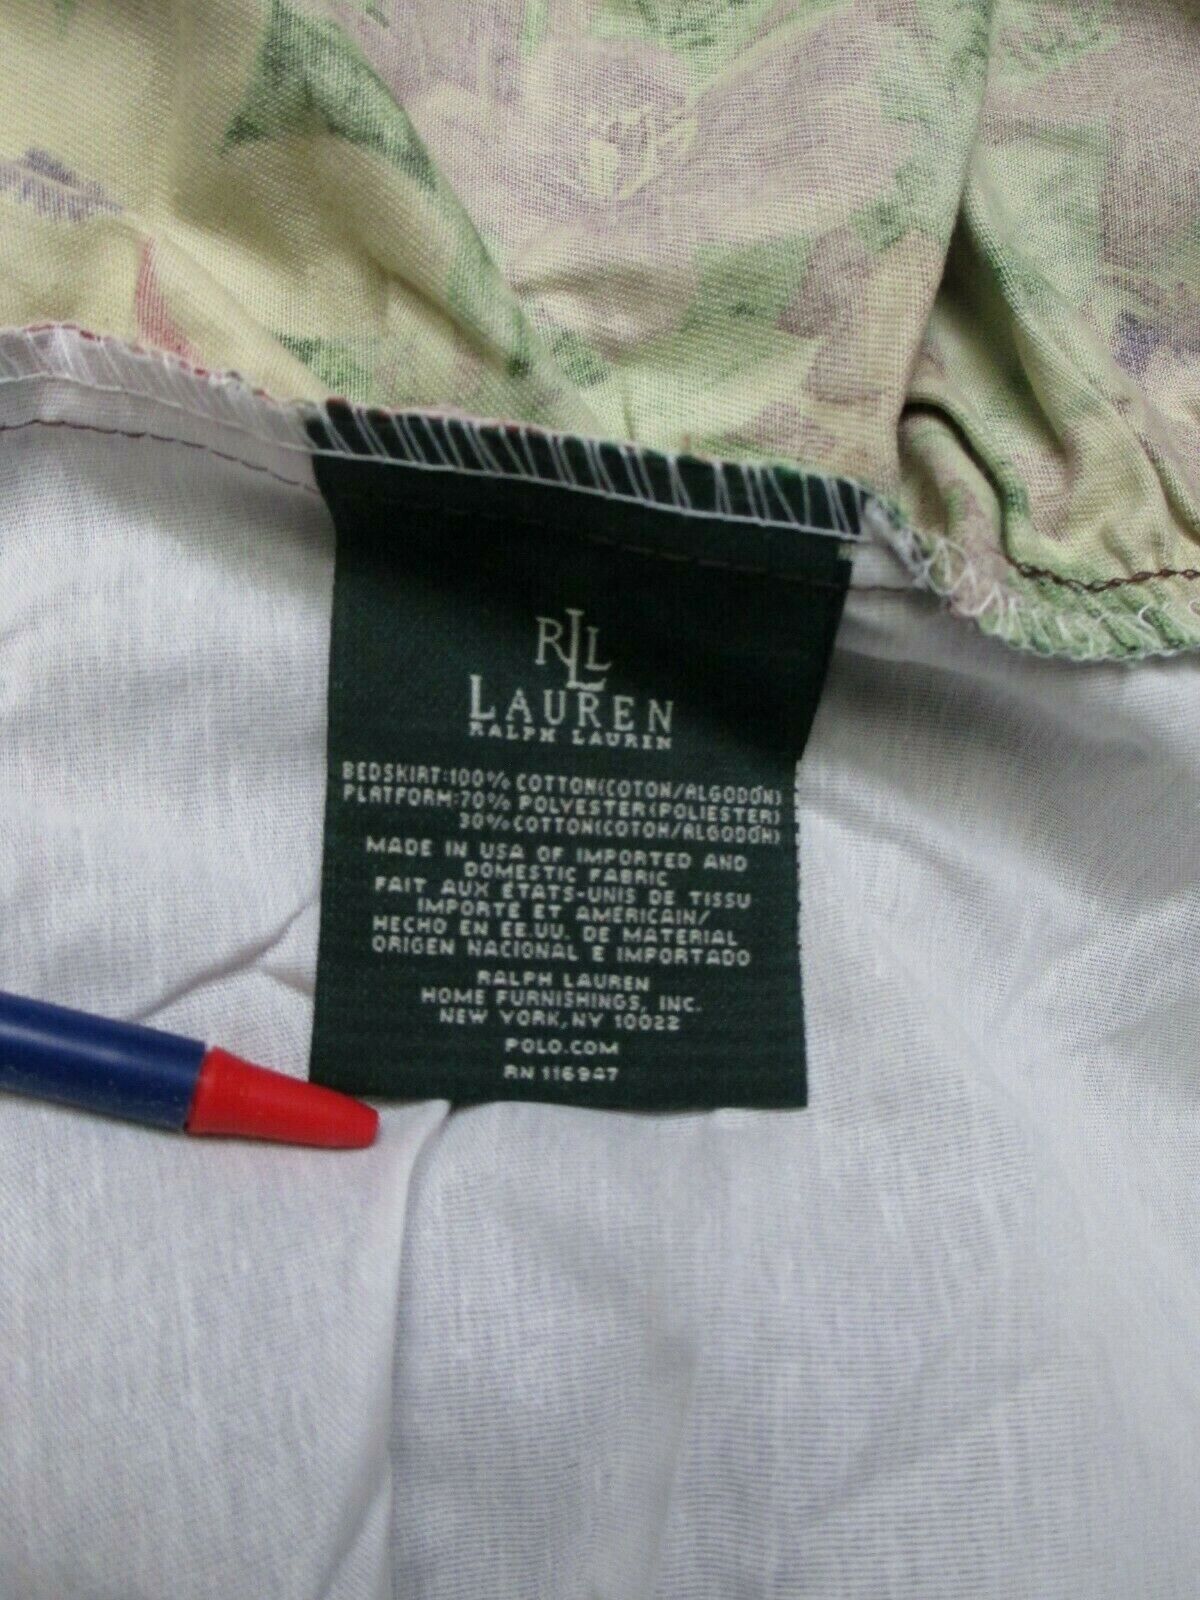 RLL
LAUREN
RALPH LAUREN
BEDSKIRT:100% COTTON(COTON/ALGODÓN)
PLATFORM:70% POLYESTER(POLIESTER)
30%COTTON(COTON/ALGODÓN)
MADE IN USA OF IMPORTED AND
DOMESTIC FABRIC
FAIT AUX ÉTATS-UNIS DE TISSU
IMPORTÉ ET AMÉRICAIN/
HECHO EN EE.UU. DE MATERIAL
ORIGEN NACIONAL E IMPORTADO
RALPH LAUREN
HOME FURNISHINGS, INC.
NEW YORK,NY 10022
POLO.COM
RN 116947